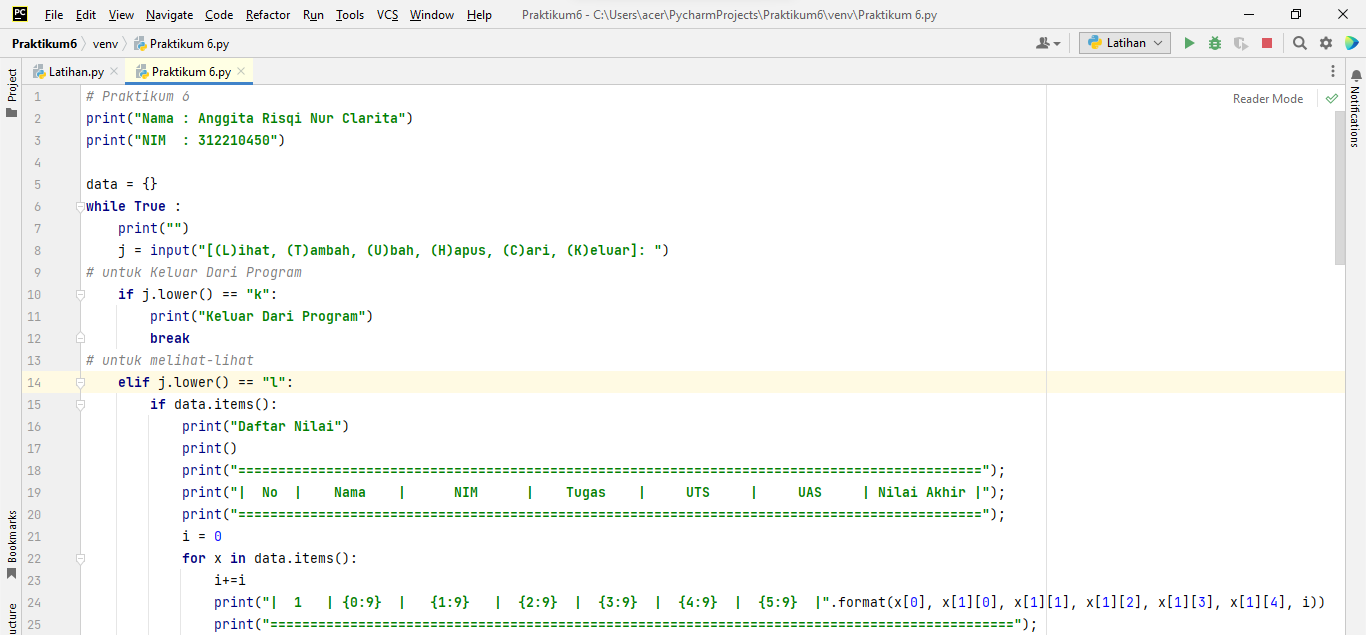 File Edit View Navigate Code Refactor Run Tools VCS Window Help Praktikum6 - C:\Users\acer\PycharmProjects\Praktikum6\venv\Praktikum 6.py
Praktikum6 venv Praktikum 6.py Latihan
Latihan.py Praktikum 6.py
Project
Bookmarks
ucture
Notifications
Reader Mode
1 # Praktikum 6
2 print("Nama : Anggita Risqi Nur Clarita")
3 print("NIM  : 312210450")
4
5 data = {}
6 while True :
7     print("")
8     j = input("[(L)ihat, (T)ambah, (U)bah, (H)apus, (C)ari, (K)eluar]: ")
9 # untuk Keluar Dari Program
10     if j.lower() == "k":
11         print("Keluar Dari Program")
12         break
13 # untuk melihat-lihat
14     elif j.lower() == "l":
15         if data.items():
16             print("Daftar Nilai")
17             print()
18             print("=============================================================================================");
19             print("|  No  |    Nama    |      NIM      |    Tugas    |     UTS     |     UAS     | Nilai Akhir |");
20             print("=============================================================================================");
21             i = 0
22             for x in data.items():
23                 i+=i
24                 print("|  1   | {0:9}  |   {1:9}   |  {2:9}  |  {3:9}  |  {4:9}  |  {5:9}  |".format(x[0], x[1][0], x[1][1], x[1][2], x[1][3], x[1][4], i))
25                 print("=============================================================================================");